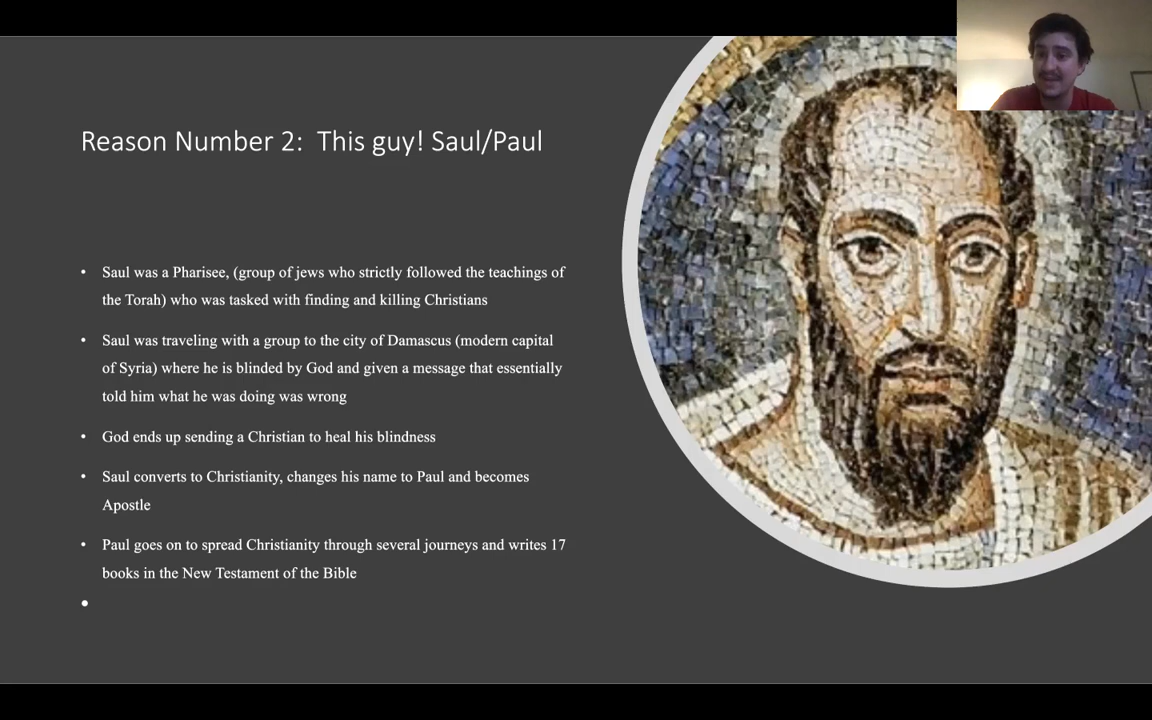 Reason Number 2:  This guy! Saul/Paul
• Saul was a Pharisee, (group of jews who strictly followed the teachings of
the Torah) who was tasked with finding and killing Christians
• Saul was traveling with a group to the city of Damascus (modern capital
of Syria) where he is blinded by God and given a message that essentially
told him what he was doing was wrong
• God ends up sending a Christian to heal his blindness
• Saul converts to Christianity, changes his name to Paul and becomes
Apostle
• Paul goes on to spread Christianity through several journeys and writes 17
books in the New Testament of the Bible
•